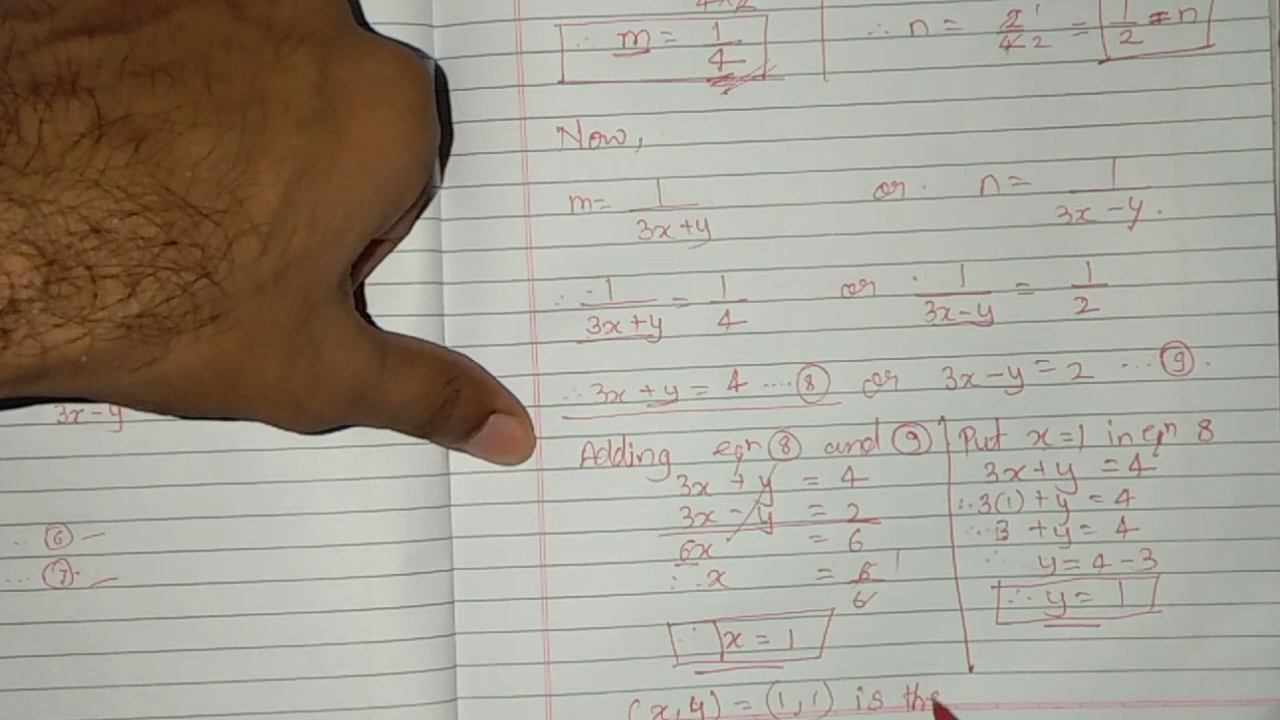 ∴ m = 1/4
∴ n = 2/4 = 1/2 = n
Now,
m = 1/(3x+y) or n = 1/(3x-y).
∴ 1/(3x+y) = 1/4 or 1/(3x-y) = 1/2
∴ 3x + y = 4 .... ⑧ or 3x - y = 2 ... ⑨.
Adding eqn ⑧ and ⑨
3x + y = 4
3x - y = 2
6x = 6
∴ x = 6/6
∴ x = 1
Put x = 1 in eqn 8
3x + y = 4
∴ 3(1) + y = 4
∴ 3 + y = 4
∴ y = 4 - 3
∴ y = 1
(x,y) = (1,1) is the
3x - y
.. ⑥ —
... ⑦. —